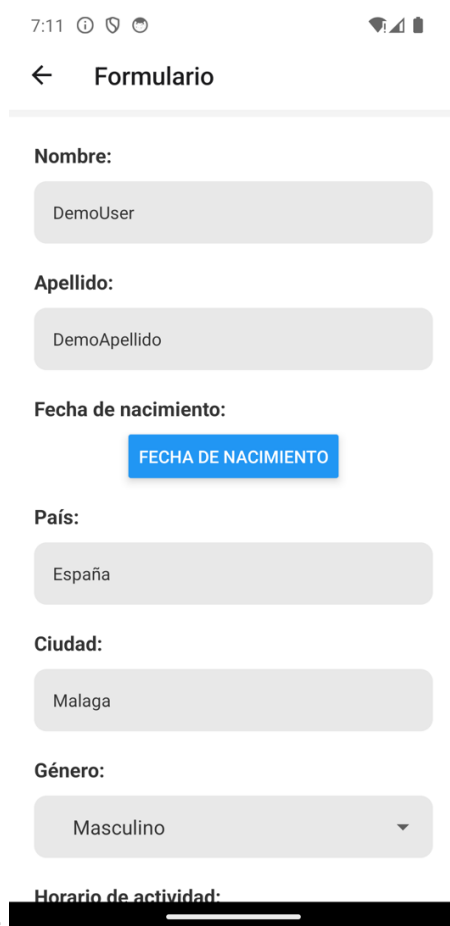 7:11
Formulario
Nombre:
DemoUser
Apellido:
DemoApellido
Fecha de nacimiento:
FECHA DE NACIMIENTO
País:
España
Ciudad:
Malaga
Género:
Masculino
Horario de actividad: